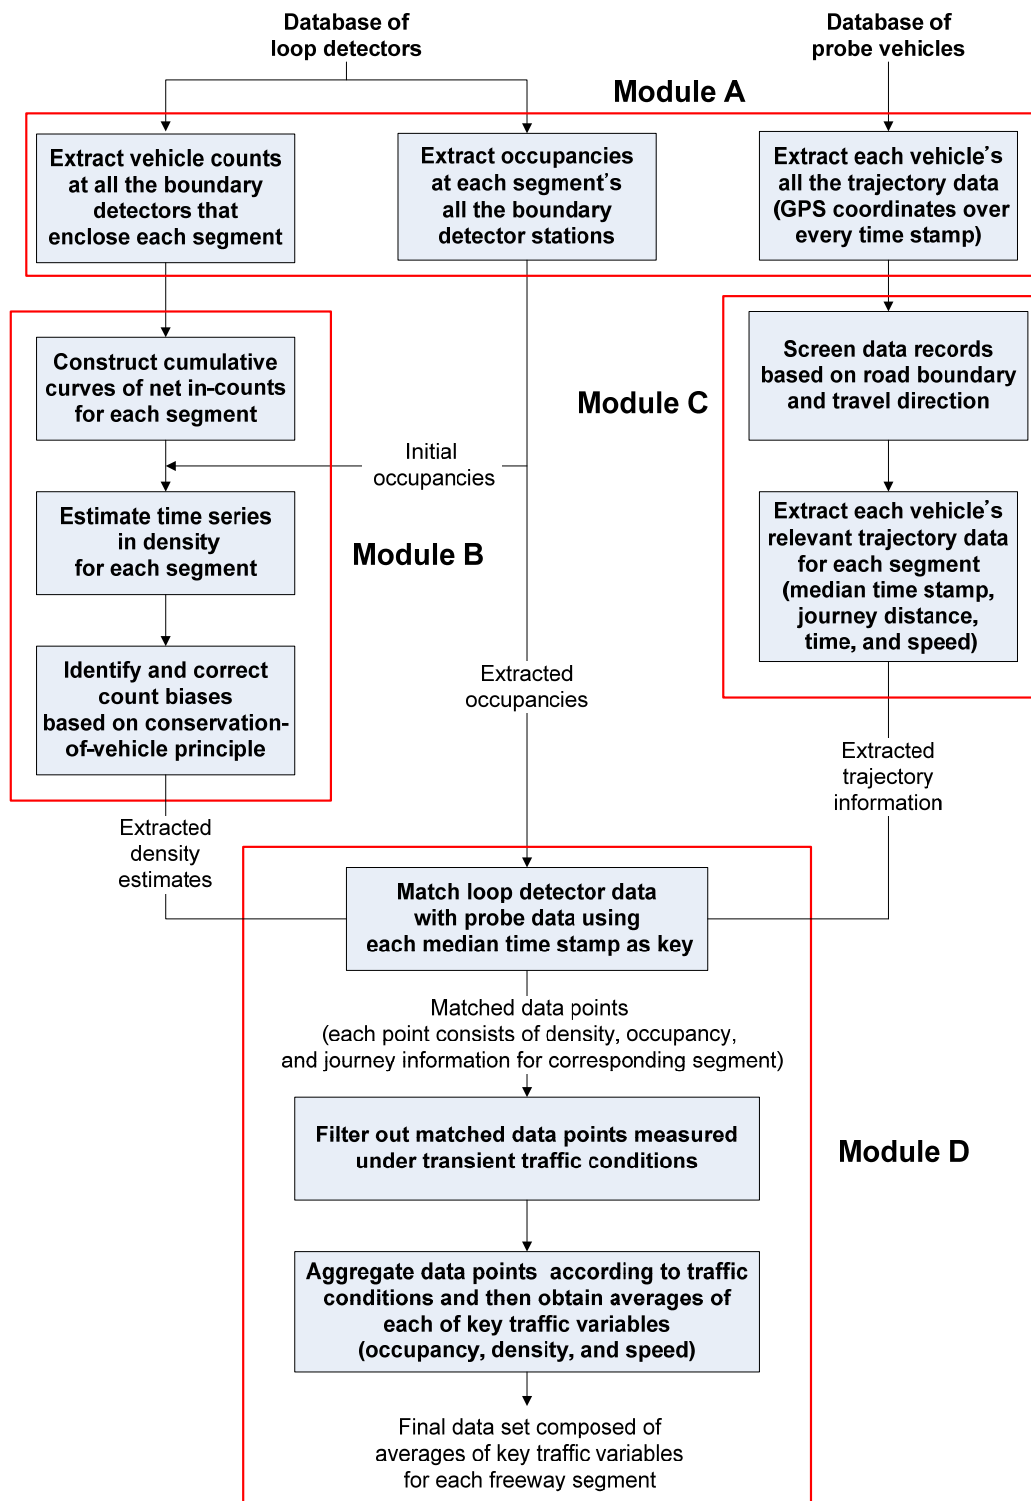 Database of
loop detectors
Database of
probe vehicles
Module A
Extract vehicle counts
at all the boundary
detectors that
enclose each segment
Extract occupancies
at each segment's
all the boundary
detector stations
Extract each vehicle's
all the trajectory data
(GPS coordinates over
every time stamp)
Construct cumulative
curves of net in-counts
for each segment
Screen data records
based on road boundary
and travel direction
Module C
Initial
occupancies
Estimate time series
in density
for each segment
Module B
Extract each vehicle's
relevant trajectory data
for each segment
(median time stamp,
journey distance,
time, and speed)
Identify and correct
count biases
based on conservation-
of-vehicle principle
Extracted
occupancies
Extracted
trajectory
information
Extracted
density
estimates
Match loop detector data
with probe data using
each median time stamp as key
Matched data points
(each point consists of density, occupancy,
and journey information for corresponding segment)
Filter out matched data points measured
under transient traffic conditions
Module D
Aggregate data points according to traffic
conditions and then obtain averages of
each of key traffic variables
(occupancy, density, and speed)
Final data set composed of
averages of key traffic variables
for each freeway segment